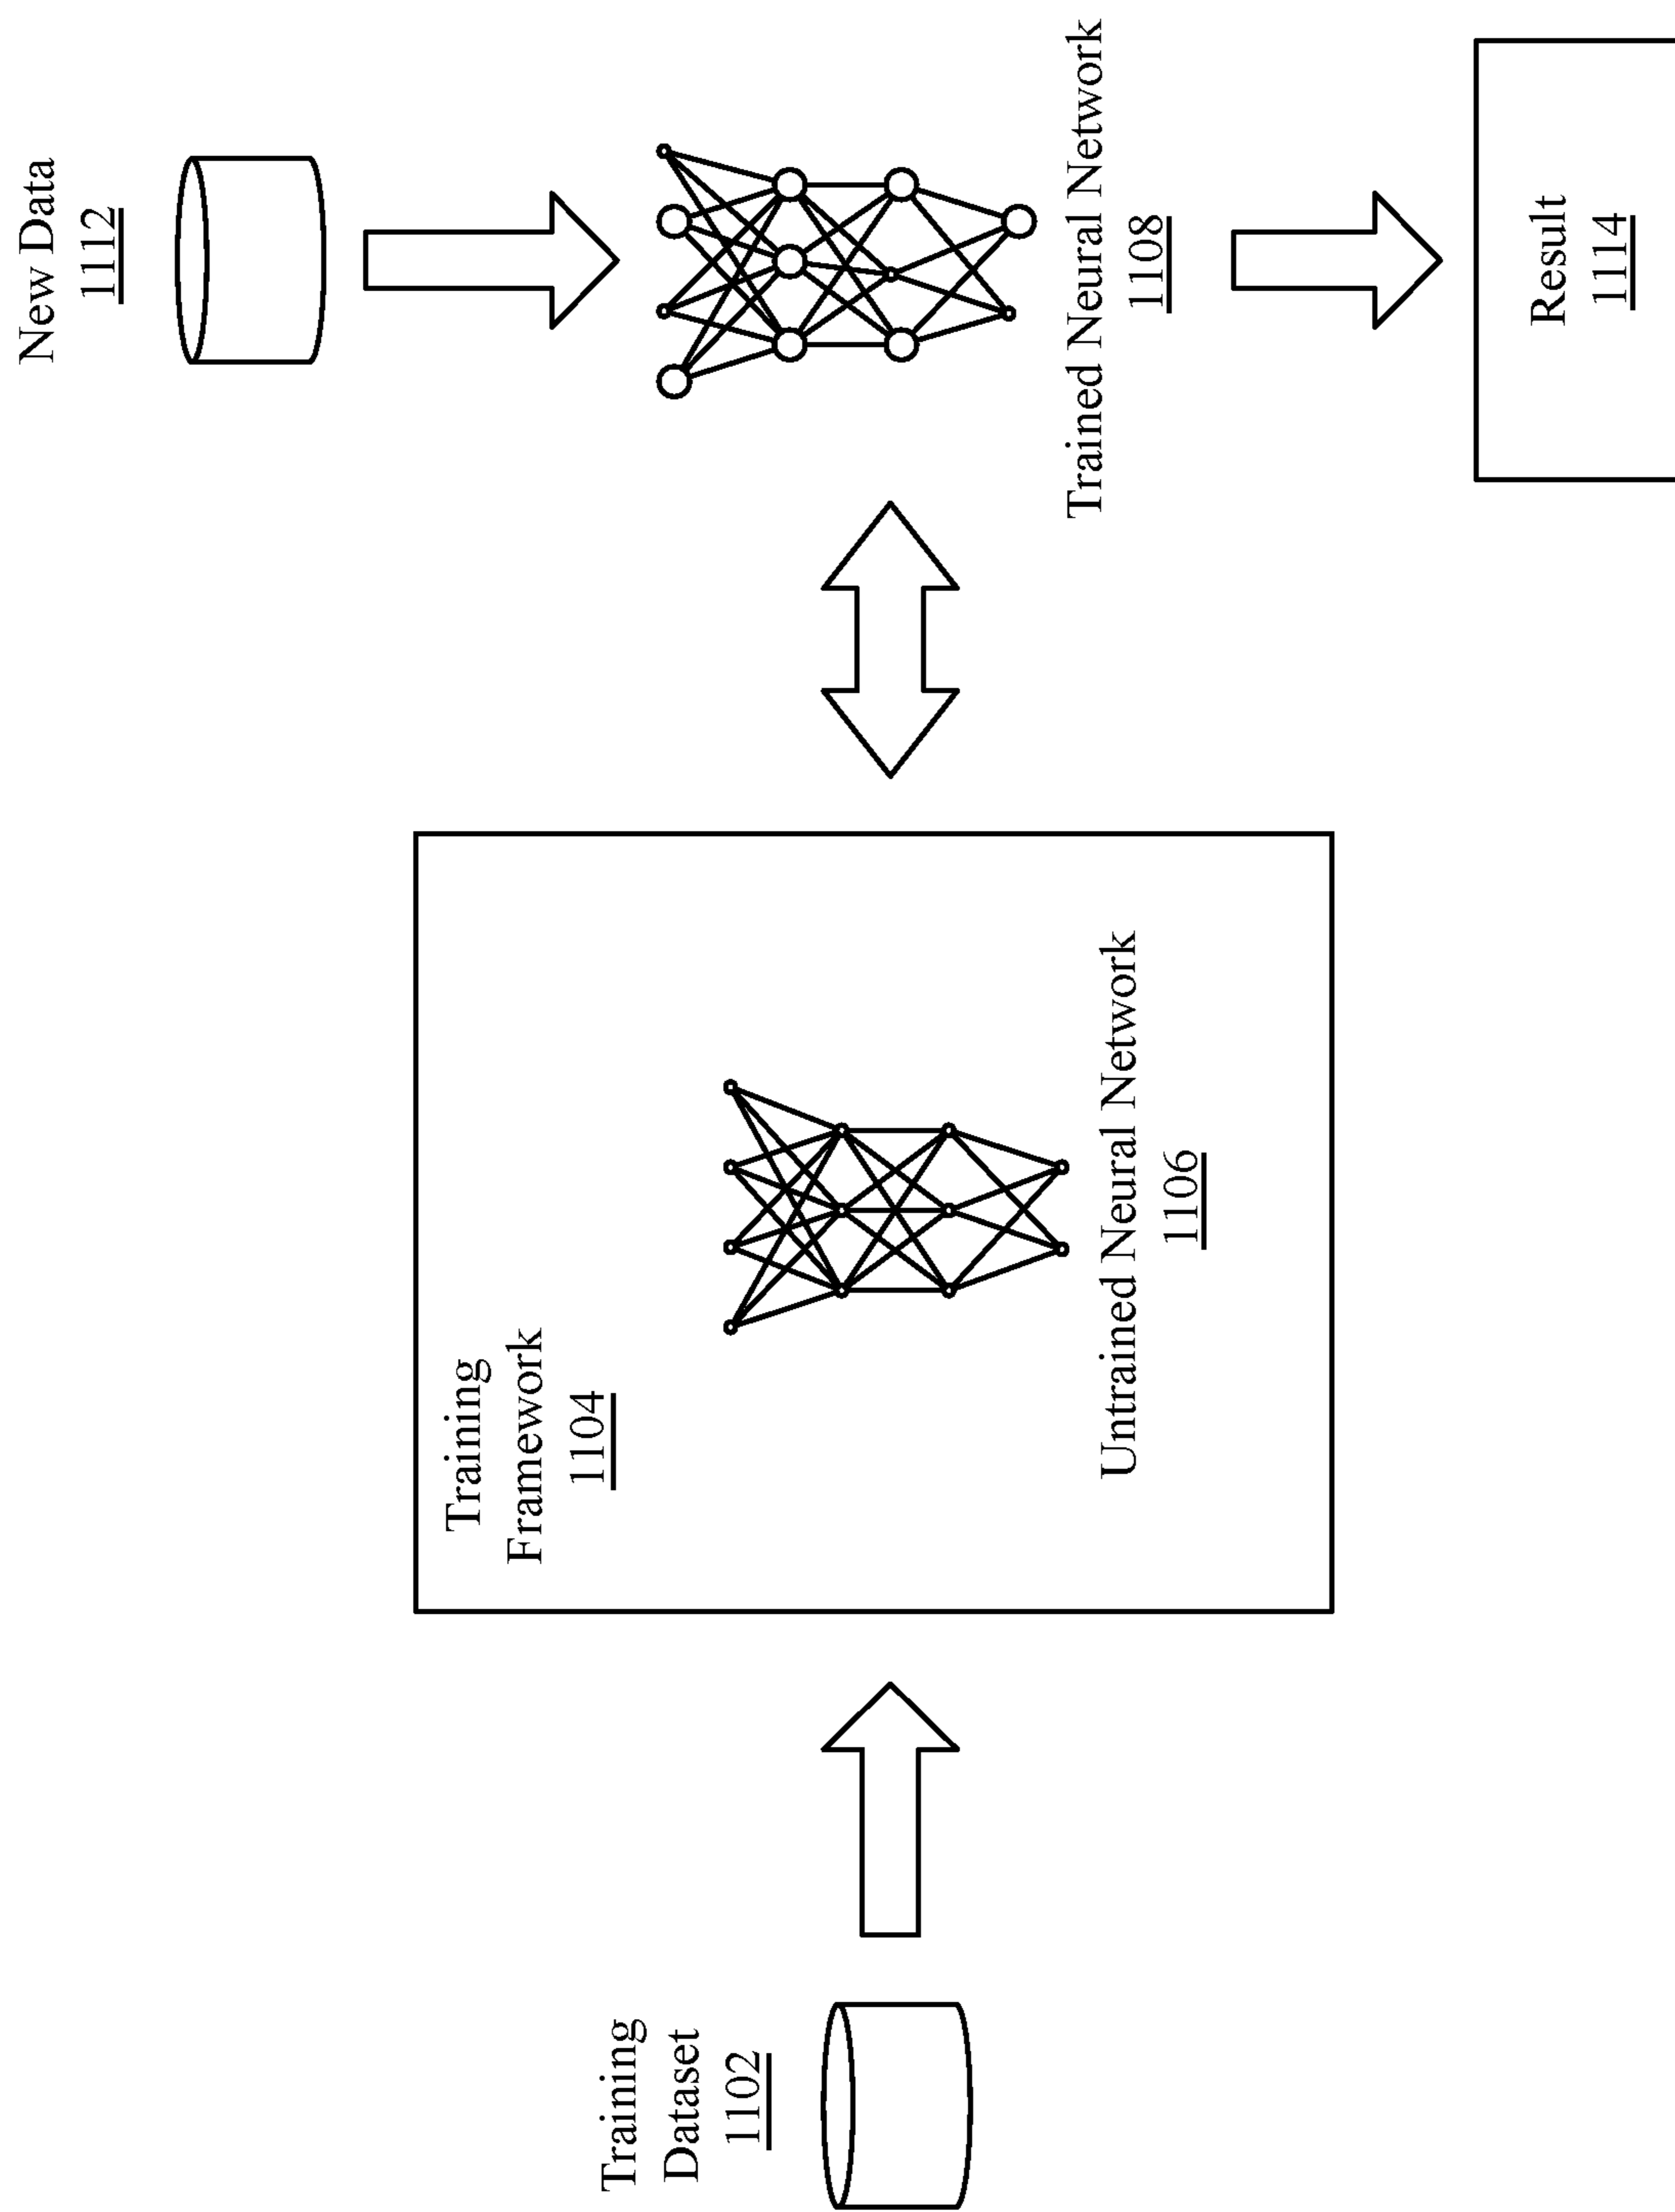 Training
Dataset
1102
Training
Framework
1104
Untrained Neural Network
1106
New Data
1112
Trained Neural Network
1108
Result
1114